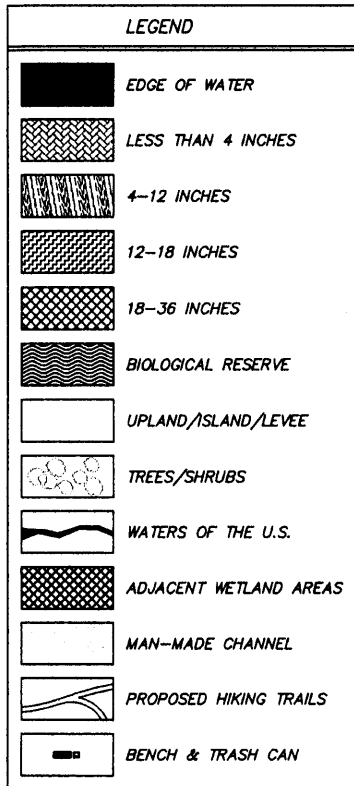 LEGEND
EDGE OF WATER
LESS THAN 4 INCHES
4-12 INCHES
12-18 INCHES
18-36 INCHES
BIOLOGICAL RESERVE
UPLAND/ISLAND/LEVEE
TREES/SHRUBS
WATERS OF THE U.S.
ADJACENT WETLAND AREAS
MAN-MADE CHANNEL
PROPOSED HIKING TRAILS
BENCH & TRASH CAN